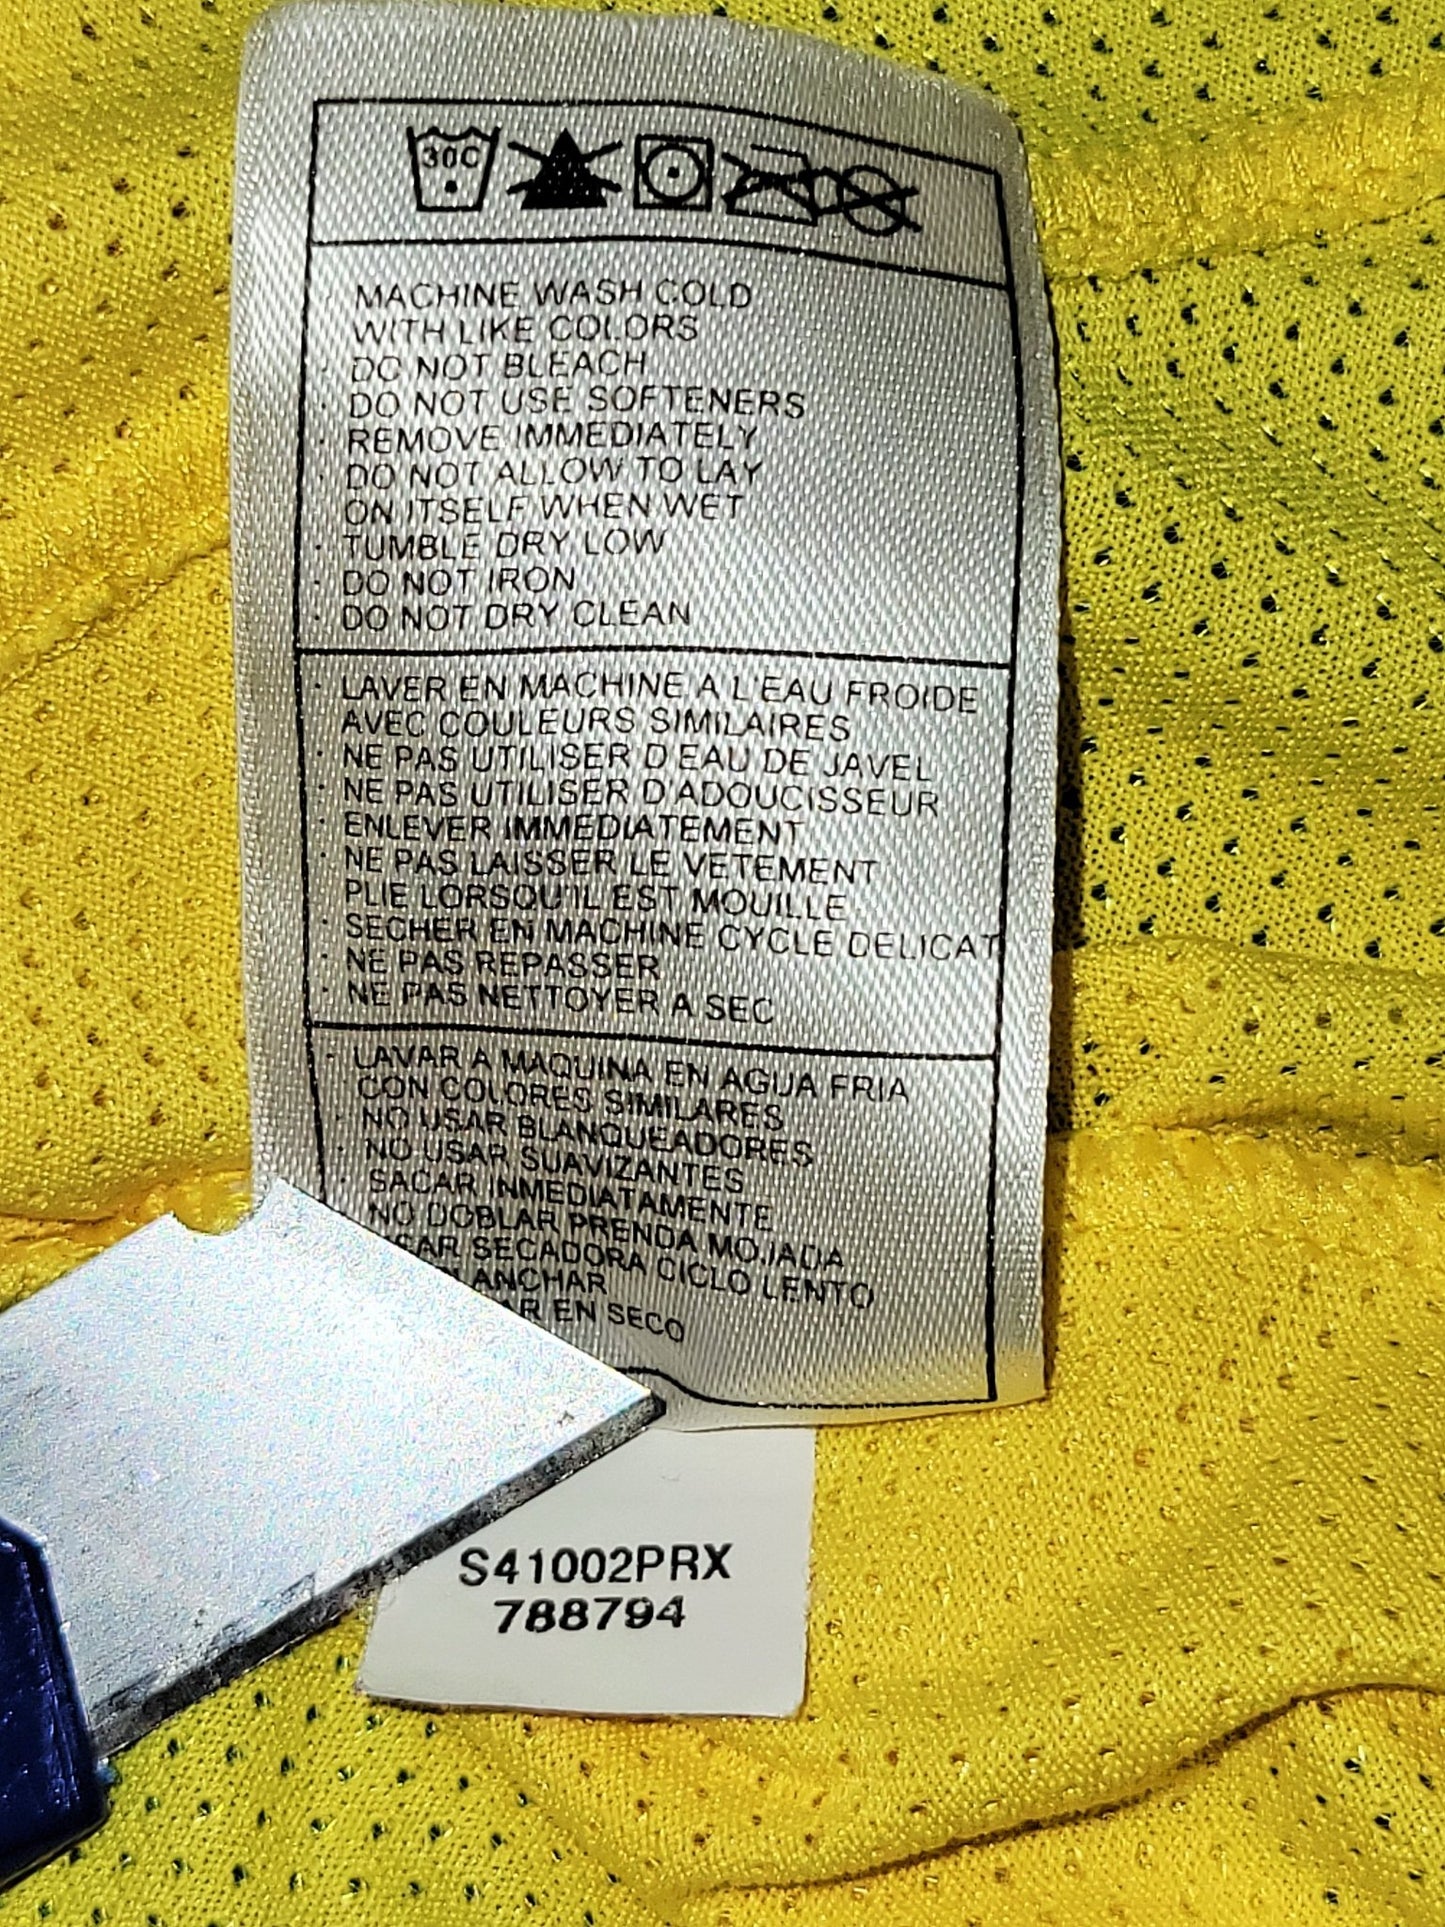 30C
MACHINE WASH COLD
WITH LIKE COLORS
· DO NOT BLEACH
· DO NOT USE SOFTENERS
· REMOVE IMMEDIATELY
DO NOT ALLOW TO LAY
ON ITSELF WHEN WET
· TUMBLE DRY LOW
· DO NOT IRON
· DO NOT DRY CLEAN
· LAVER EN MACHINE A L'EAU FROIDE
AVEC COULEURS SIMILAIRES
· NE PAS UTILISER D'EAU DE JAVEL
· NE PAS UTILISER D'ADOUCISSEUR
· ENLEVER IMMEDIATEMENT
· NE PAS LAISSER LE VETEMENT
PLIE LORSQU'IL EST MOUILLE
· SECHER EN MACHINE CYCLE DELICAT
· NE PAS REPASSER
· NE PAS NETTOYER A SEC
· LAVAR A MAQUINA EN AGUA FRIA
CON COLORES SIMILARES
· NO USAR BLANQUEADORES
· NO USAR SUAVIZANTES
· SACAR INMEDIATAMENTE
NO DOBLAR PRENDA MOJADA
SECADORA CICLO LENTO
EN SECO
S41002PRX
788794